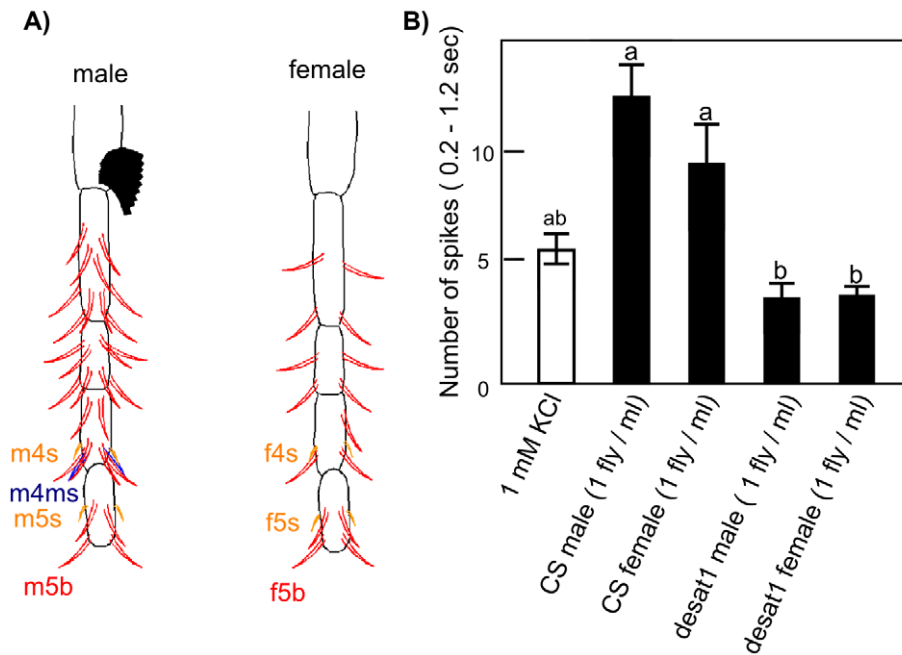 A)
male
female
m4s
m4ms
m5s
m5b
f4s
f5s
f5b
B)
Number of spikes ( 0.2 - 1.2 sec)
10
5
0
ab
a
a
b
b
1 mM KCl
CS male (1 fly / ml)
CS female (1 fly / ml)
desat1 male ( 1 fly / ml)
desat1 female (1 fly / ml)